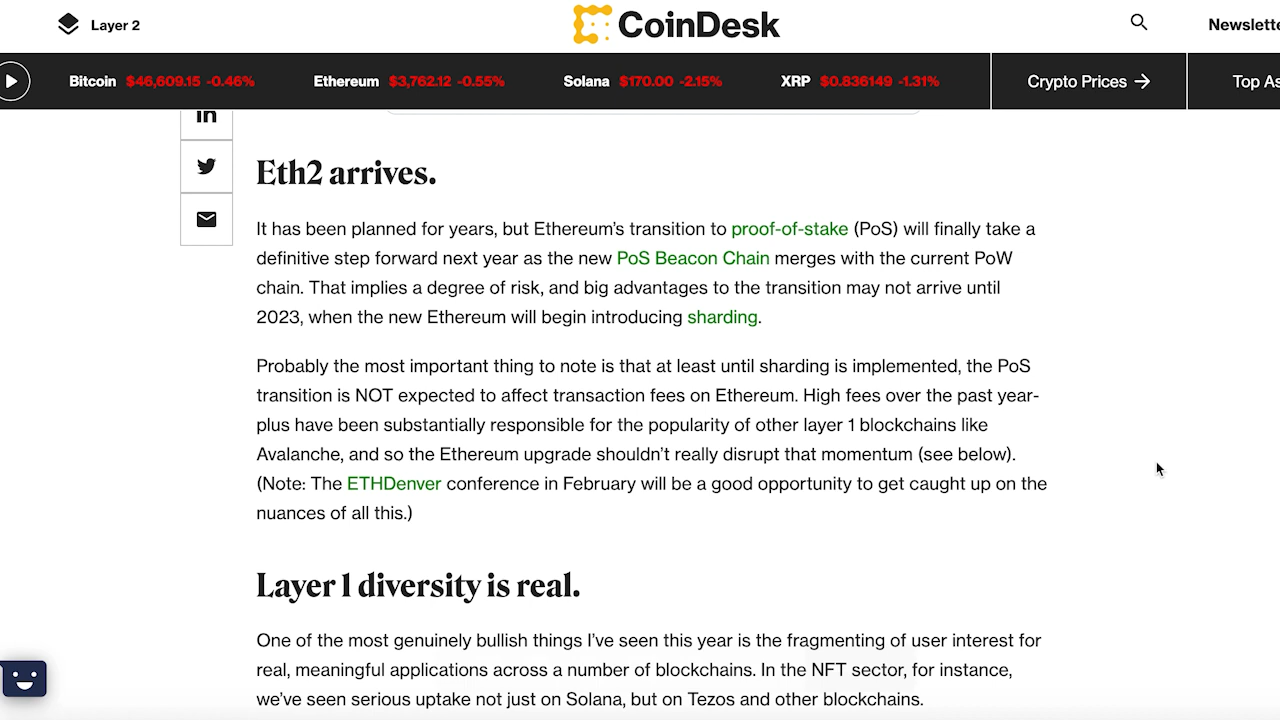 Layer 2
CoinDesk
Newslette
Bitcoin $46,609.15 -0.46% Ethereum $3,762.12 -0.55% Solana $170.00 -2.15% XRP $0.836149 -1.31% Crypto Prices → Top As
in
Eth2 arrives.
It has been planned for years, but Ethereum’s transition to proof-of-stake (PoS) will finally take a
definitive step forward next year as the new PoS Beacon Chain merges with the current PoW
chain. That implies a degree of risk, and big advantages to the transition may not arrive until
2023, when the new Ethereum will begin introducing sharding.
Probably the most important thing to note is that at least until sharding is implemented, the PoS
transition is NOT expected to affect transaction fees on Ethereum. High fees over the past year-
plus have been substantially responsible for the popularity of other layer 1 blockchains like
Avalanche, and so the Ethereum upgrade shouldn’t really disrupt that momentum (see below).
(Note: The ETHDenver conference in February will be a good opportunity to get caught up on the
nuances of all this.)
Layer 1 diversity is real.
One of the most genuinely bullish things I’ve seen this year is the fragmenting of user interest for
real, meaningful applications across a number of blockchains. In the NFT sector, for instance,
we’ve seen serious uptake not just on Solana, but on Tezos and other blockchains.